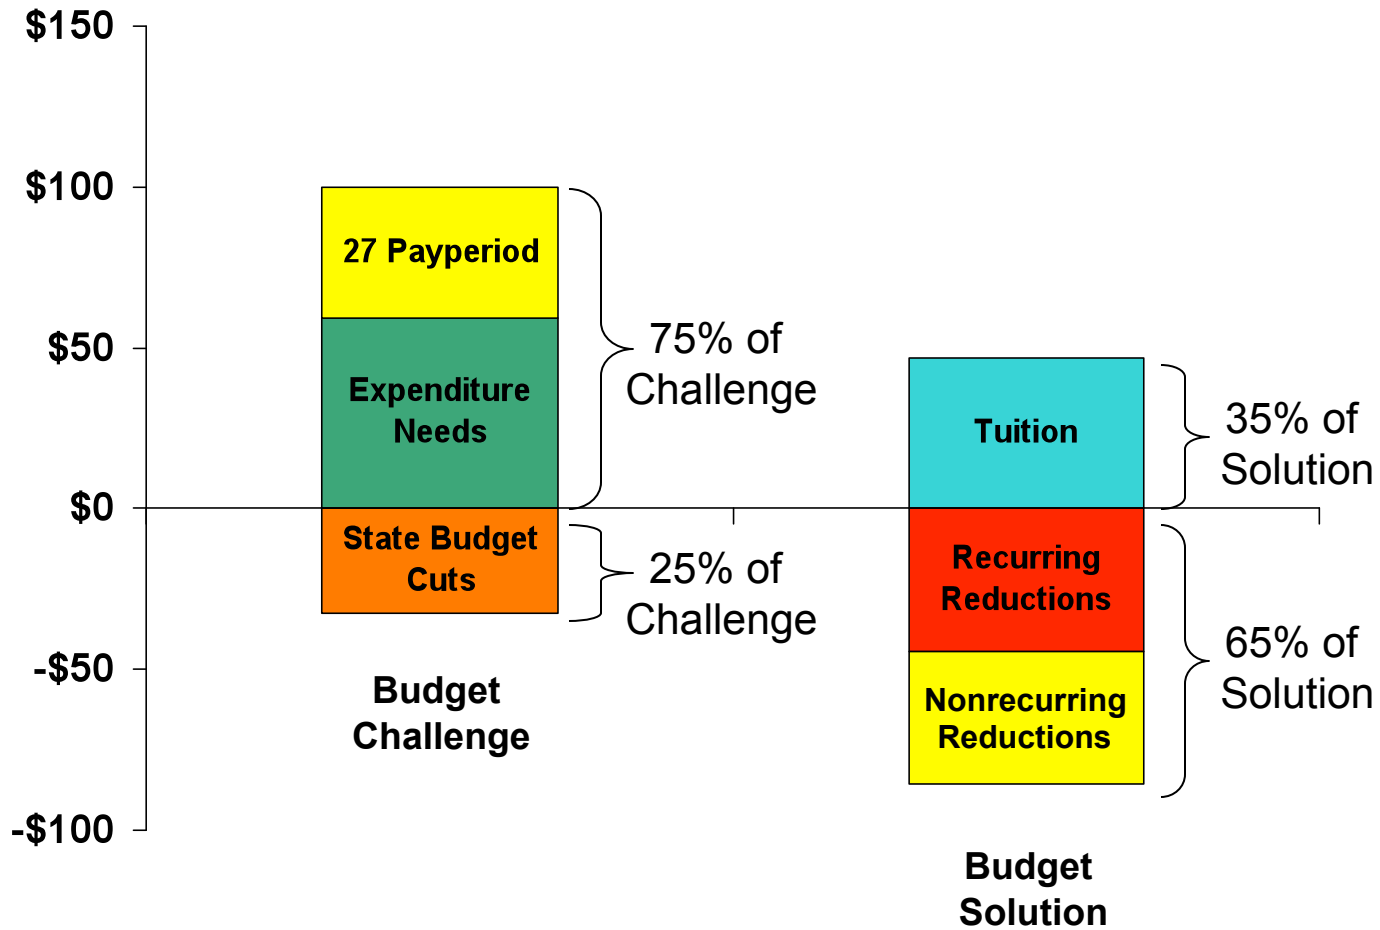 $150
$100
$50
$0
-$50
-$100
27 Payperiod
Expenditure
Needs
State Budget
Cuts
75% of
Challenge
25% of
Challenge
Budget
Challenge
Tuition
Recurring
Reductions
Nonrecurring
Reductions
35% of
Solution
65% of
Solution
Budget
Solution